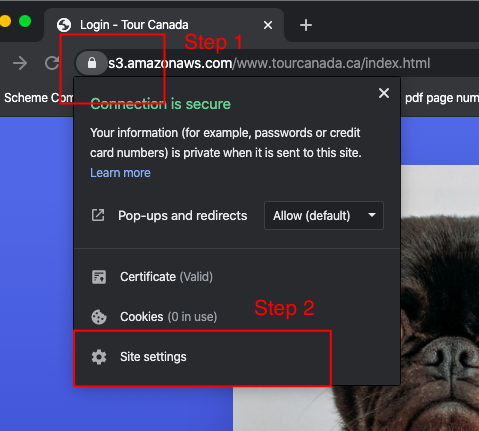 Login - Tour Canada
Step 1
s3.amazonaws.com/www.tourcanada.ca/index.html
Scheme Com
pdf page num
Connection is secure
Your information (for example, passwords or credit
card numbers) is private when it is sent to this site.
Learn more
Pop-ups and redirects
Allow (default)
Certificate (Valid)
Step 2
Cookies (0 in use)
Site settings